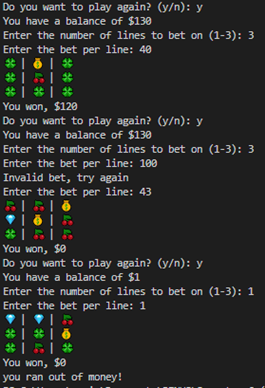 Do you want to play again? (y/n): y
You have a balance of $130
Enter the number of lines to bet on (1-3): 3
Enter the bet per line: 40
🍀 | 💰 | 🍀
🍀 | 🍒 | 🍀
🍀 | 🍀 | 🍀
You won, $120
Do you want to play again? (y/n): y
You have a balance of $130
Enter the number of lines to bet on (1-3): 3
Enter the bet per line: 100
Invalid bet, try again
Enter the bet per line: 43
🍒 | 🍒 | 💰
💎 | 💰 | 🍒
🍀 | 🍒 | 🍒
You won, $0
Do you want to play again? (y/n): y
You have a balance of $1
Enter the number of lines to bet on (1-3): 1
Enter the bet per line: 1
💎 | 💎 | 🍒
🍀 | 🍀 | 💰
🍀 | 🍒 | 🍀
You won, $0
you ran out of money!